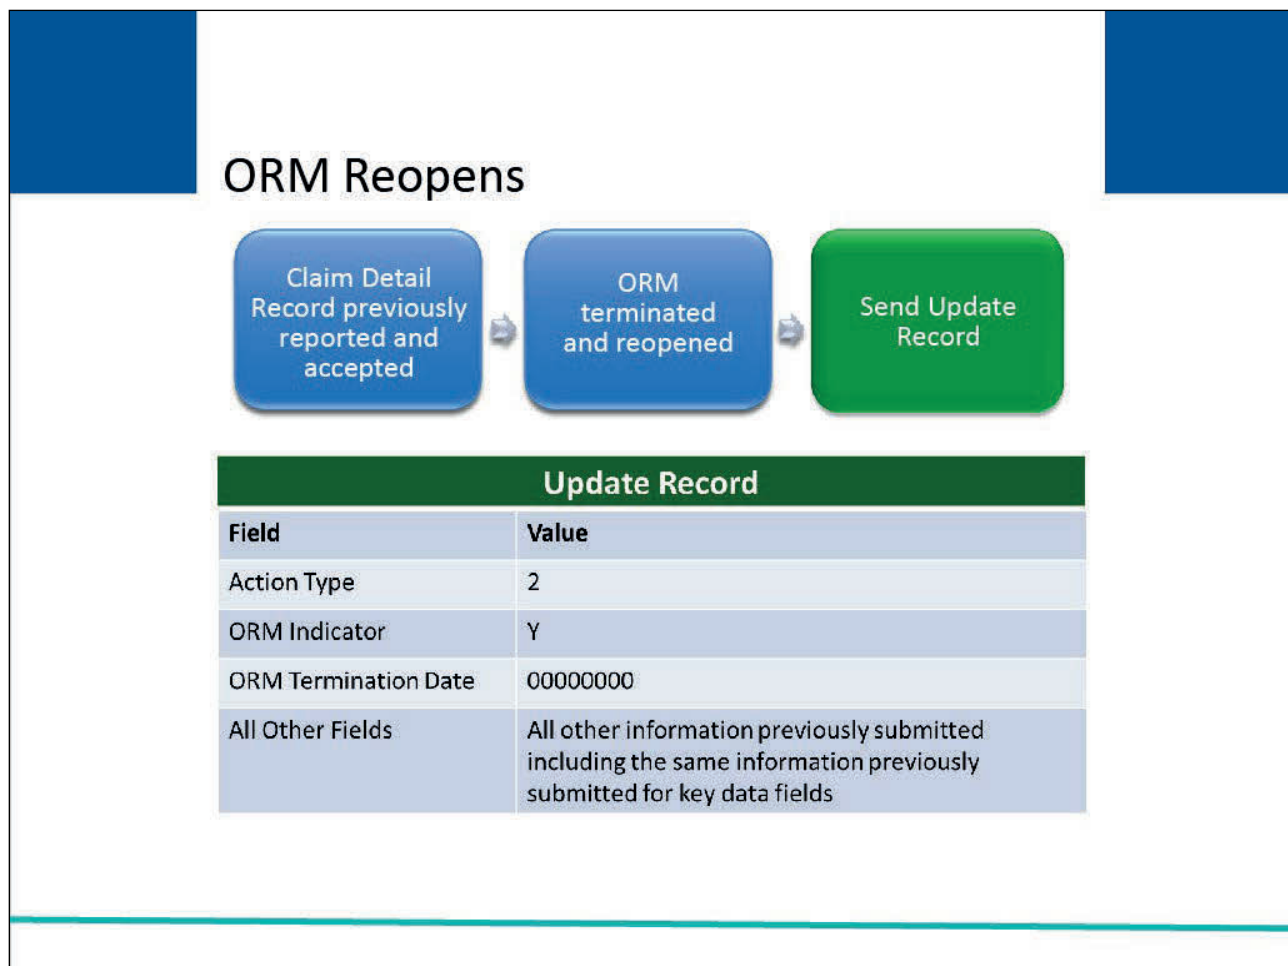 ORM Reopens
Claim Detail
Record previously
reported and
accepted
ORM
terminated
and reopened
Send Update
Record
Update Record
Field Value
Action Type 2
ORM Indicator Y
ORM Termination Date 00000000
All Other Fields All other information previously submitted
including the same information previously
submitted for key data fields